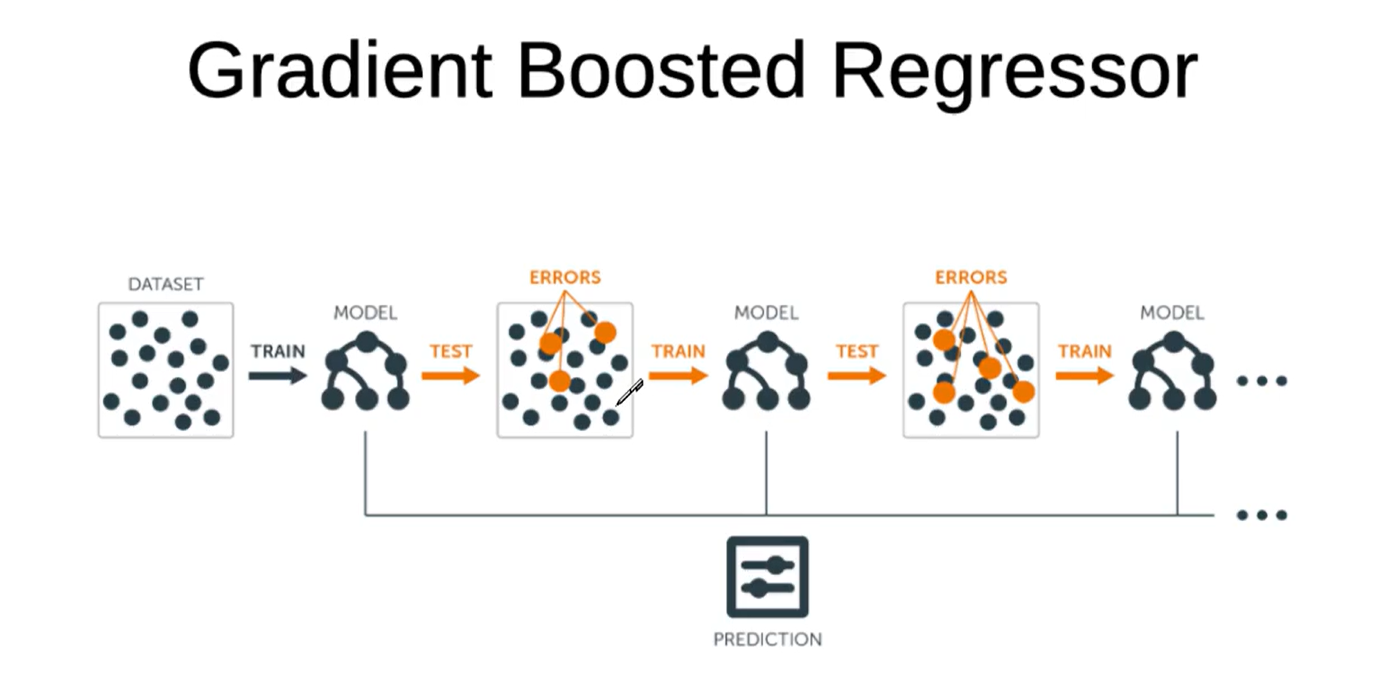 Gradient Boosted Regressor
DATASET
TRAIN
MODEL
TEST
ERRORS
TRAIN
MODEL
TEST
ERRORS
TRAIN
MODEL
PREDICTION